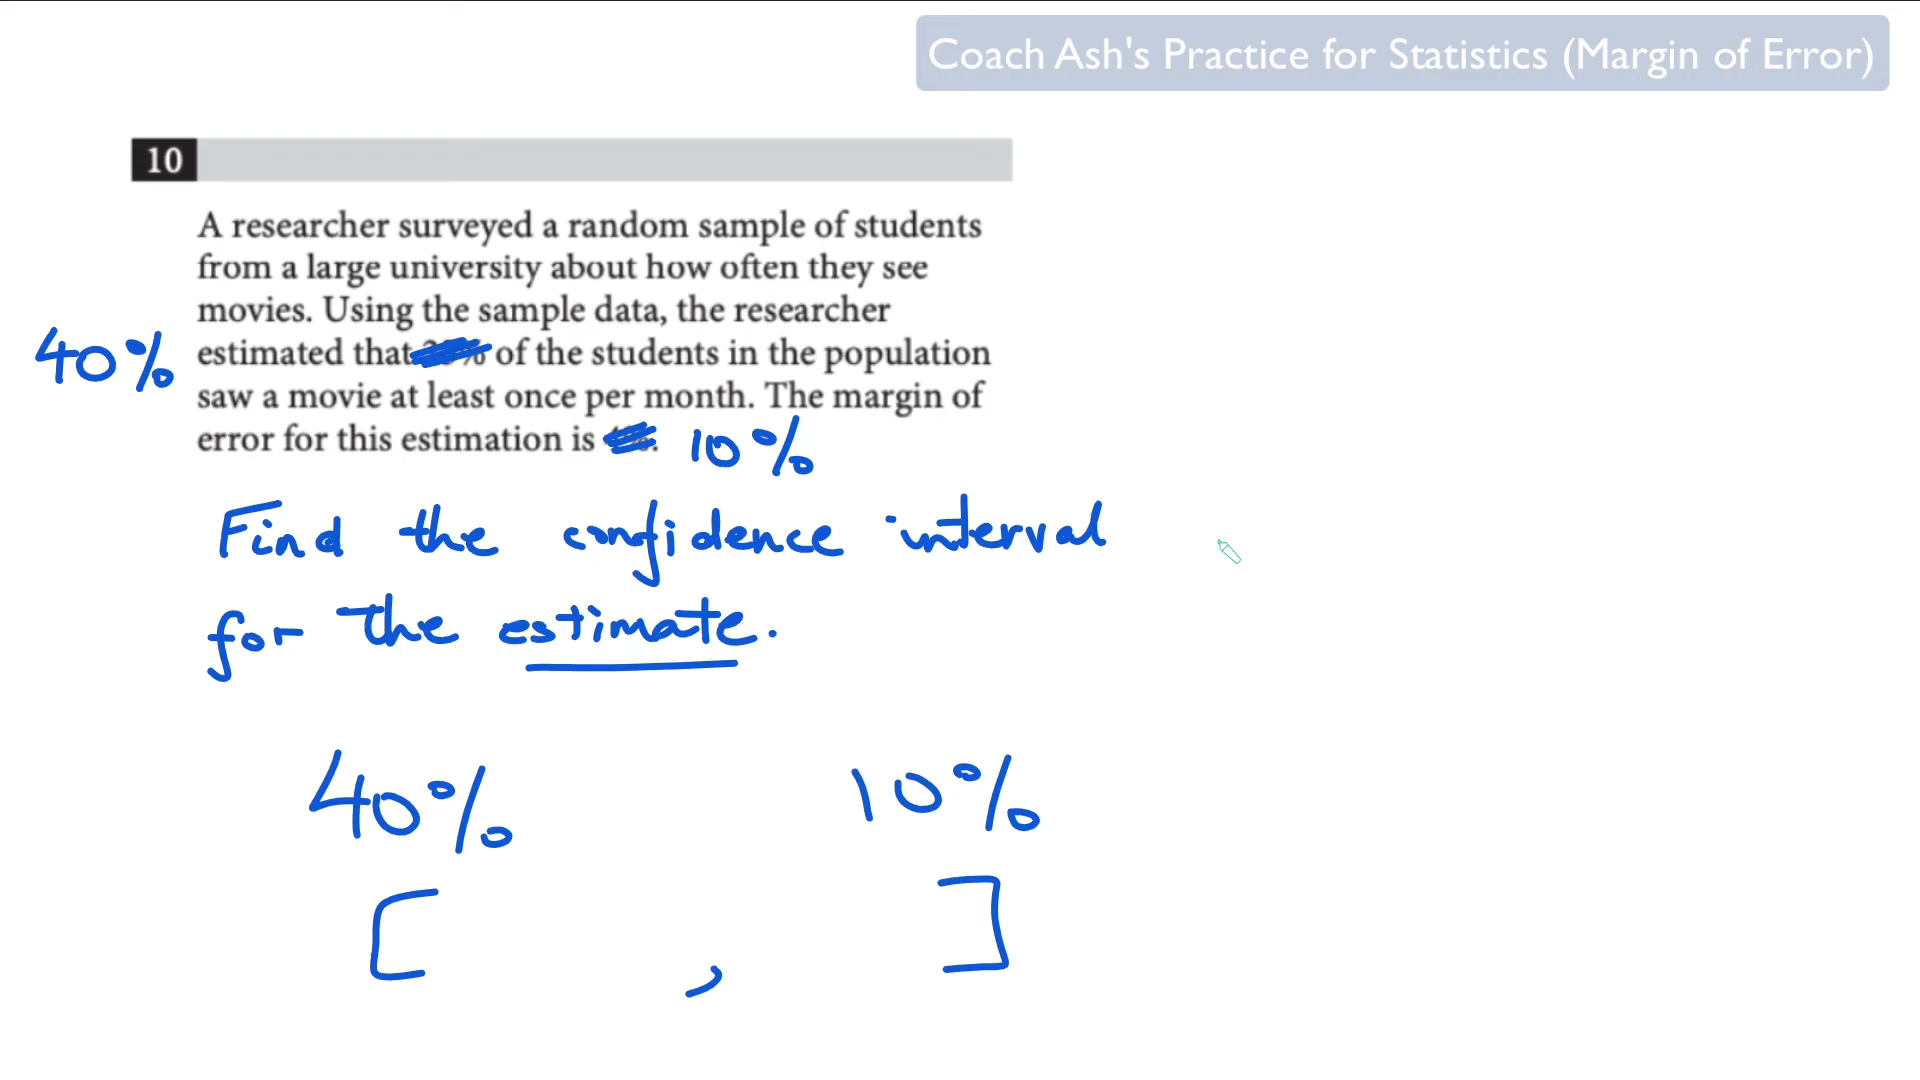 Coach Ash's Practice for Statistics (Margin of Error)
10
A researcher surveyed a random sample of students
from a large university about how often they see
movies. Using the sample data, the researcher
40% estimated that of the students in the population
saw a movie at least once per month. The margin of
error for this estimation is . 10%
Find the confidence interval
for the estimate.
40% 10%
[ , ]